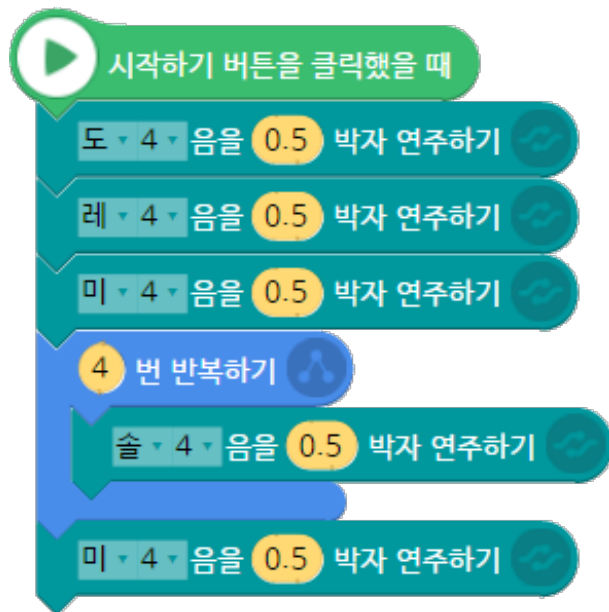 시작하기 버튼을 클릭했을 때
도 4 음을 0.5 박자 연주하기
레 4 음을 0.5 박자 연주하기
미 4 음을 0.5 박자 연주하기
4 번 반복하기
솔 4 음을 0.5 박자 연주하기
미 4 음을 0.5 박자 연주하기